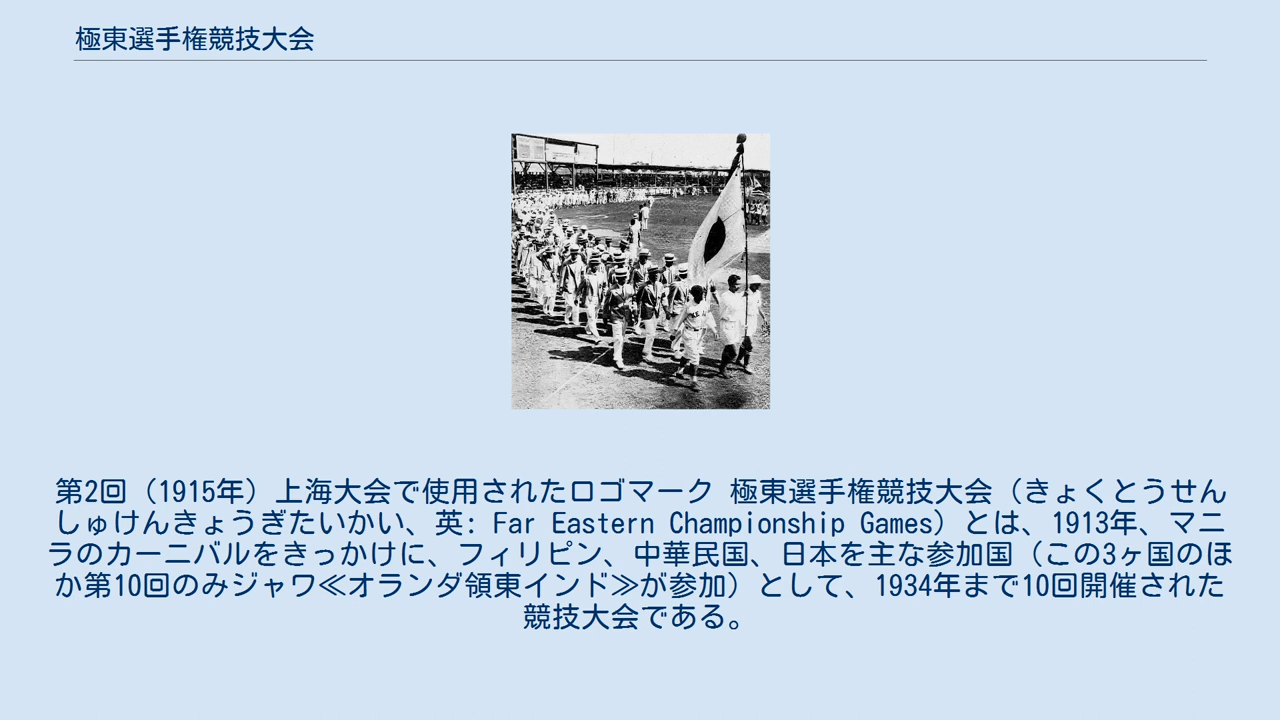 極東選手権競技大会
第2回（1915年）上海大会で使用されたロゴマーク 極東選手権競技大会（きょくとうせん
しゅけんきょうぎたいかい、英: Far Eastern Championship Games）とは、1913年、マニ
ラのカーニバルをきっかけに、フィリピン、中華民国、日本を主な参加国（この3ヶ国のほ
か第10回のみジャワ≪オランダ領東インド≫が参加）として、1934年まで10回開催された
競技大会である。